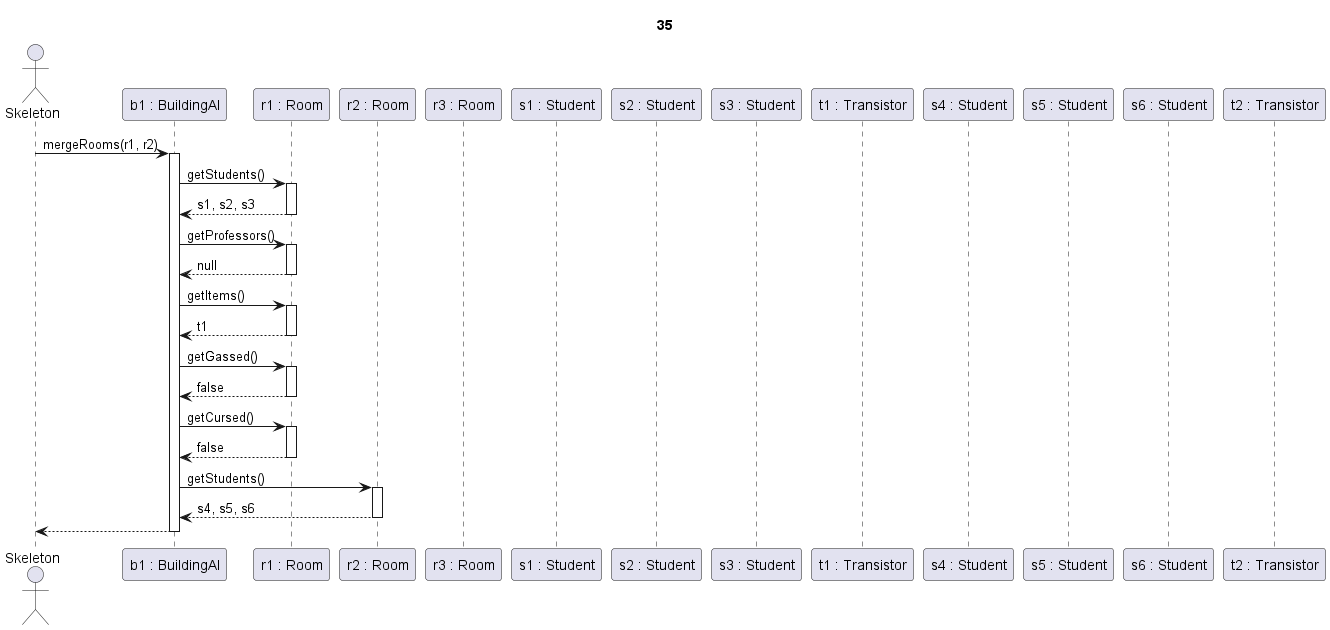 35
Skeleton
b1 : BuildingAI
r1 : Room
r2 : Room
r3 : Room
s1 : Student
s2 : Student
s3 : Student
t1 : Transistor
s4 : Student
s5 : Student
s6 : Student
t2 : Transistor
mergeRooms(r1, r2)
getStudents()
s1, s2, s3
getProfessors()
null
getItems()
t1
getGassed()
false
getCursed()
false
getStudents()
s4, s5, s6
Skeleton
b1 : BuildingAI
r1 : Room
r2 : Room
r3 : Room
s1 : Student
s2 : Student
s3 : Student
t1 : Transistor
s4 : Student
s5 : Student
s6 : Student
t2 : Transistor